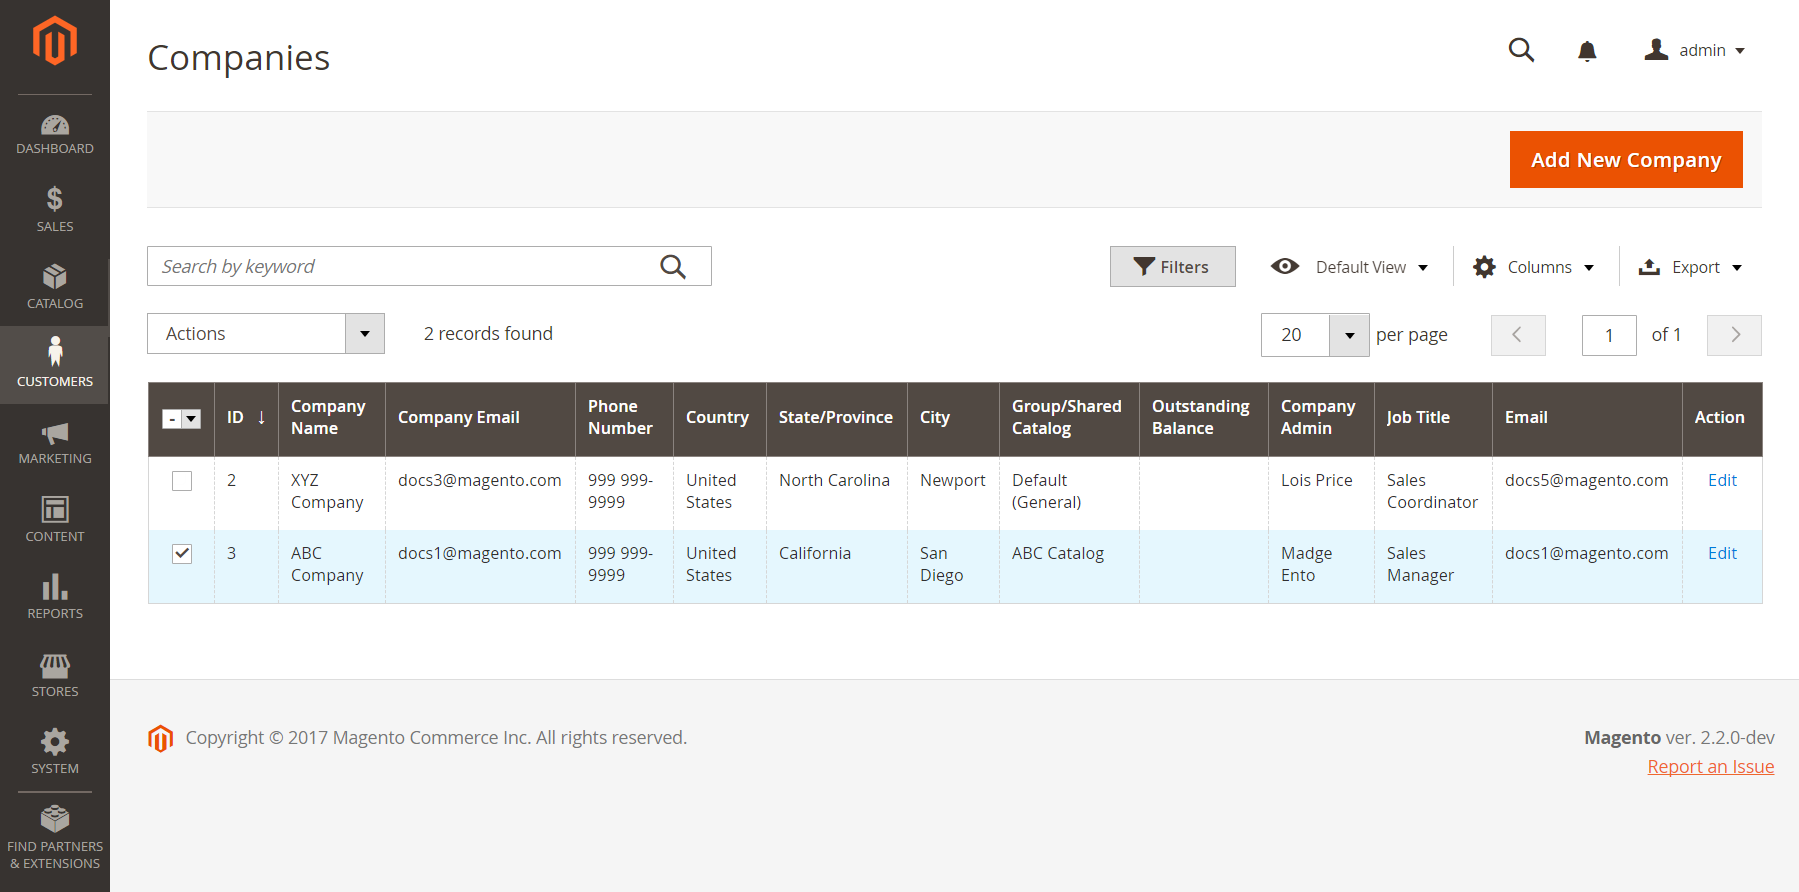 Companies
admin
DASHBOARD
SALES
CATALOG
CUSTOMERS
MARKETING
CONTENT
REPORTS
STORES
SYSTEM
FIND PARTNERS
& EXTENSIONS
Add New Company
Search by keyword
Filters
Default View
Columns
Export
Actions
2 records found
20
per page
1
of 1
- ID ↓ Company Name Company Email Phone Number Country State/Province City Group/Shared Catalog Outstanding Balance Company Admin Job Title Email Action
2 XYZ Company docs3@magento.com 999 999-9999 United States North Carolina Newport Default (General) Lois Price Sales Coordinator docs5@magento.com Edit
3 ABC Company docs1@magento.com 999 999-9999 United States California San Diego ABC Catalog Madge Ento Sales Manager docs1@magento.com Edit
Copyright © 2017 Magento Commerce Inc. All rights reserved.
Magento ver. 2.2.0-dev
Report an Issue